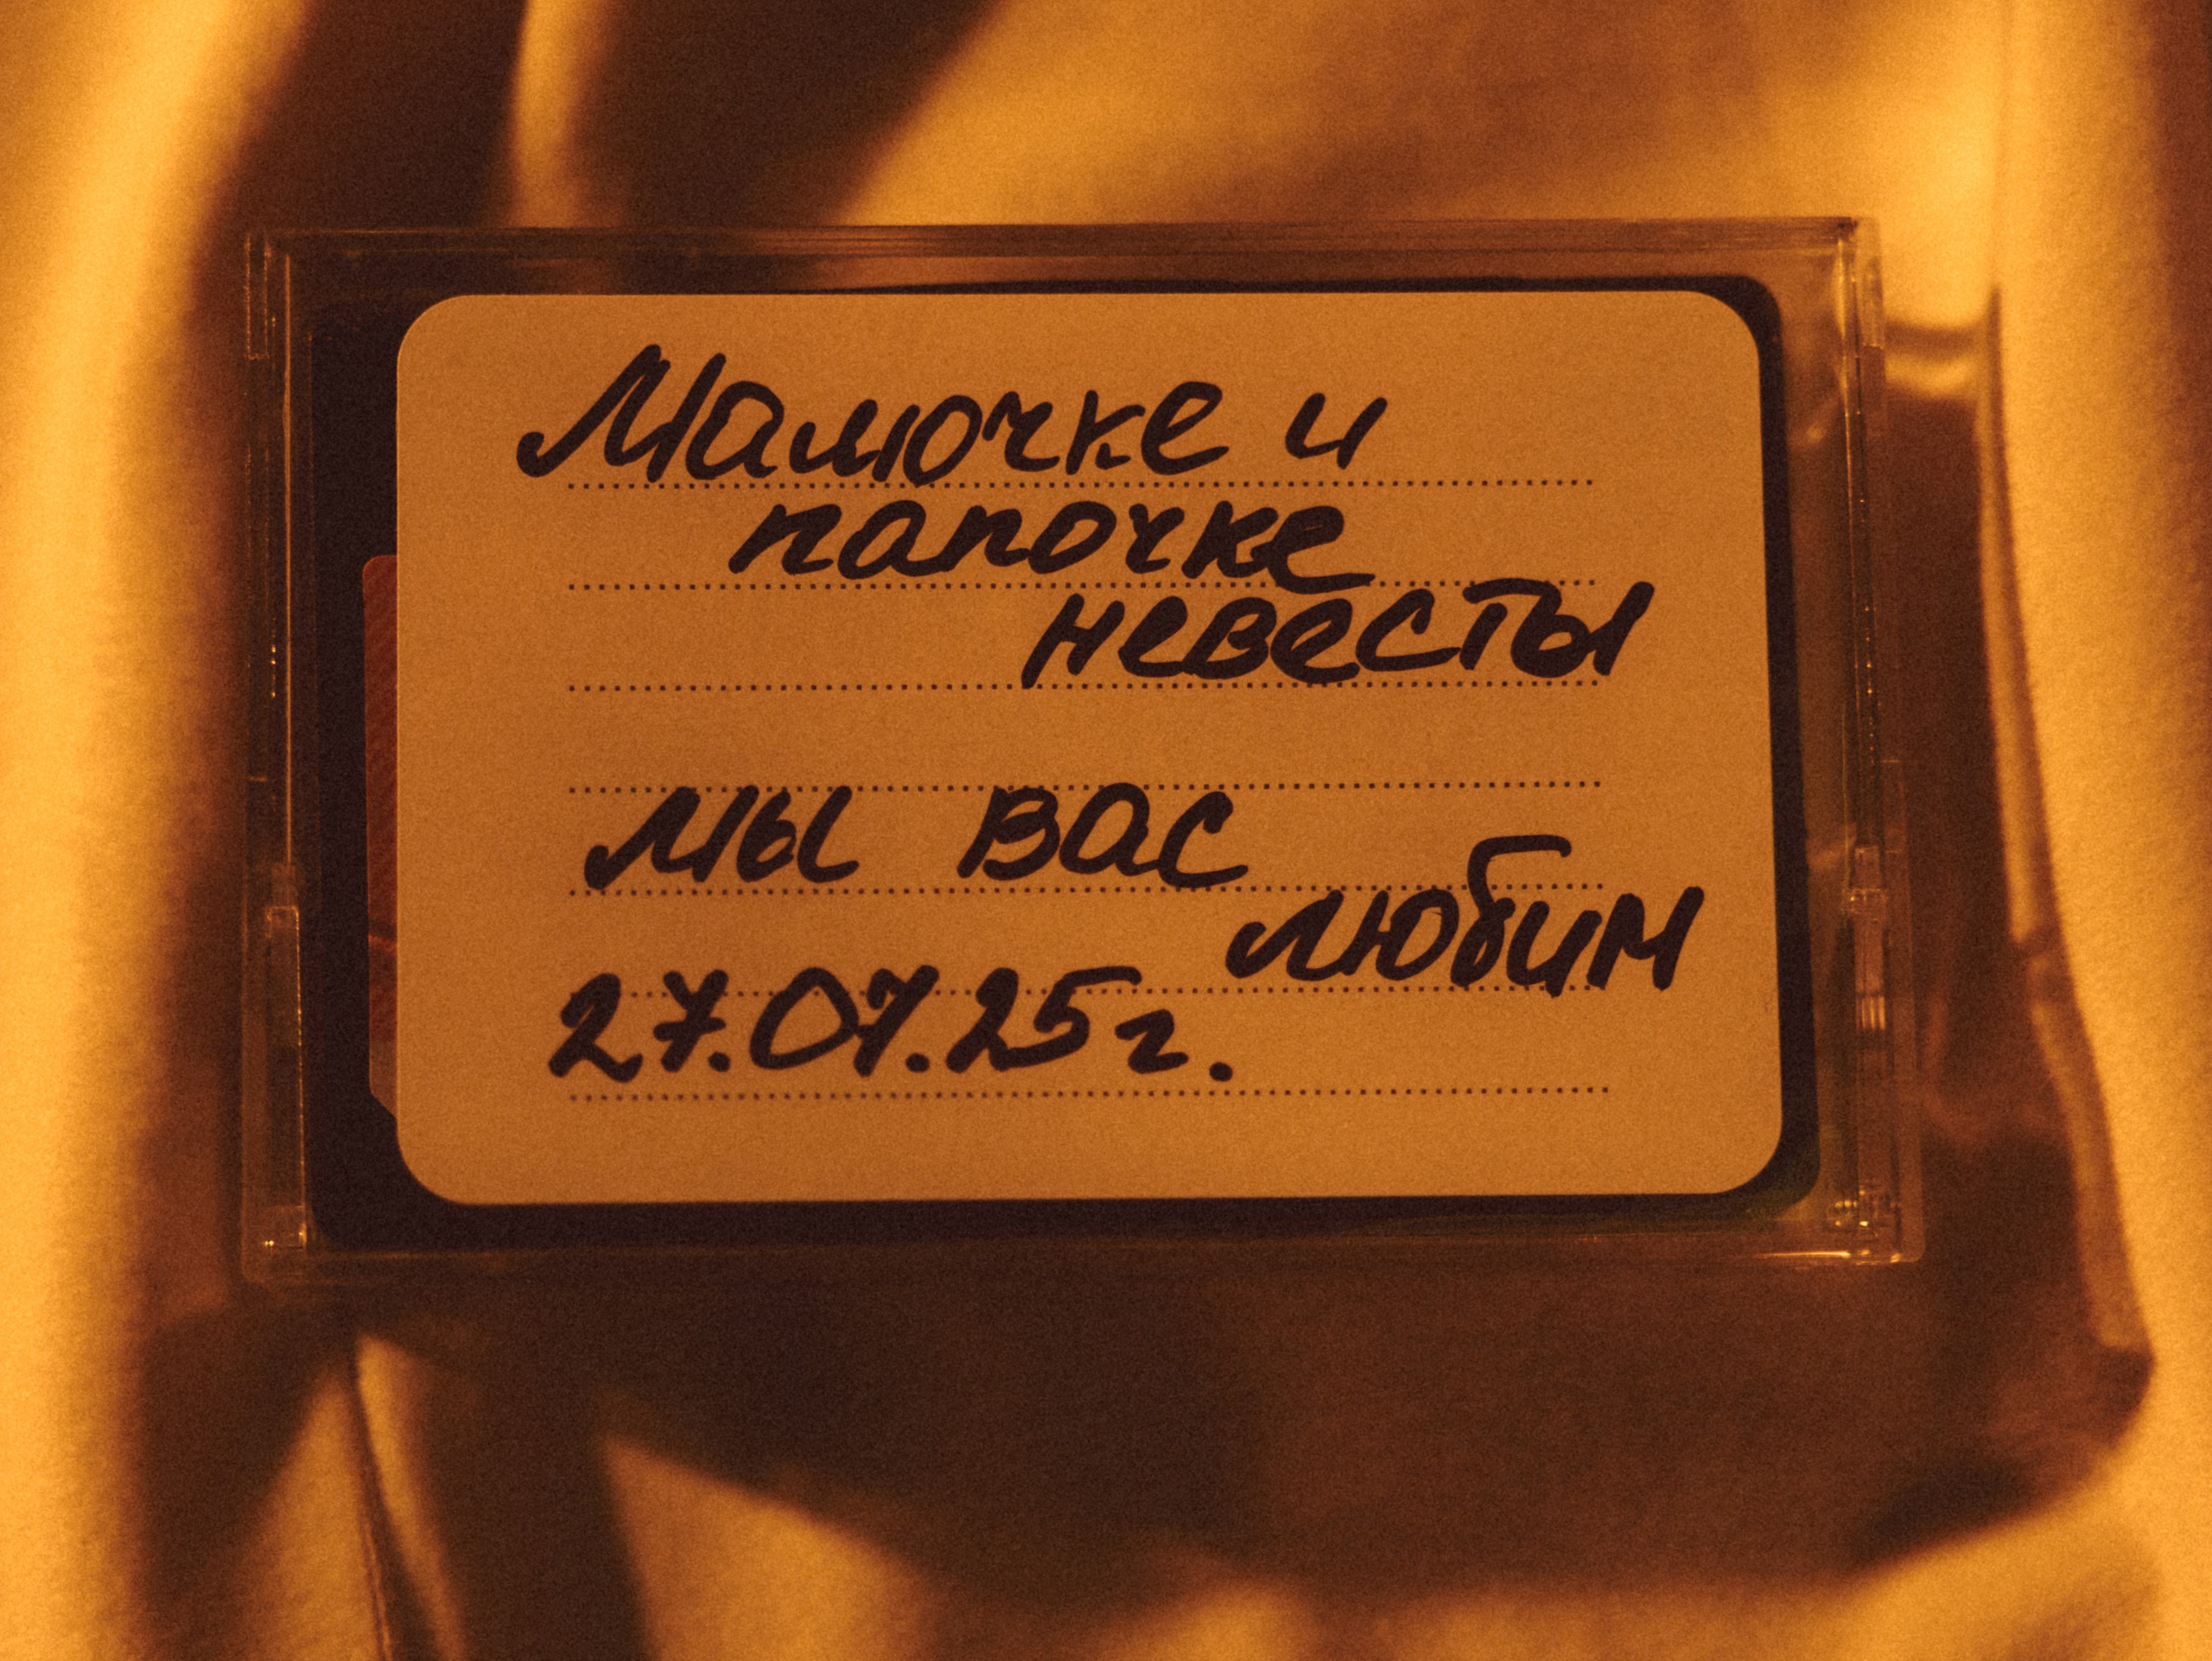 Мамочке и
папочке
невесты
мы вас
любим
27.07.25г.